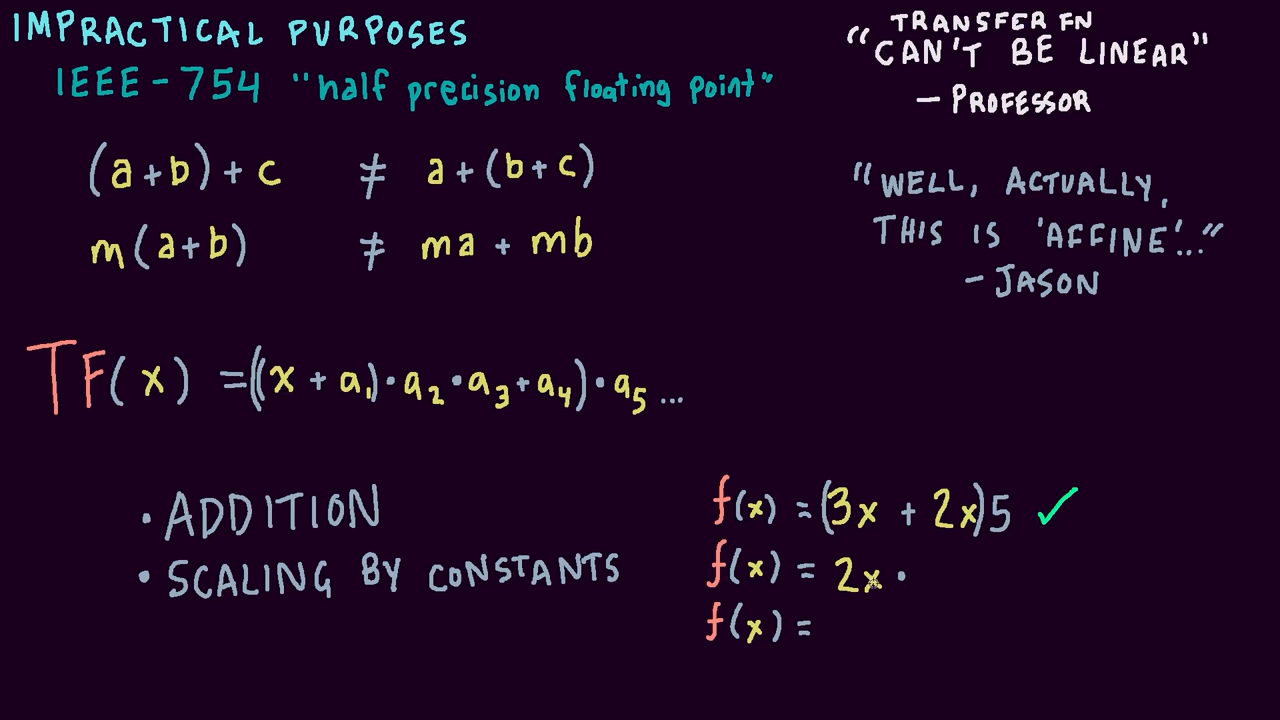 IMPRACTICAL PURPOSES
IEEE-754 "half precision floating point"
(a+b)+c ≠ a+(b+c)
m(a+b) ≠ ma + mb
TRANSFER FN
"CAN'T BE LINEAR"
- PROFESSOR
"WELL, ACTUALLY,
THIS IS 'AFFINE'..."
- JASON
TF(x) =((x + a₁)·a₂·a₃+a₄)·a₅ ...
· ADDITION
· SCALING BY CONSTANTS
f(x) = (3x + 2x)5 ✓
f(x) = 2x ·
f(x) =